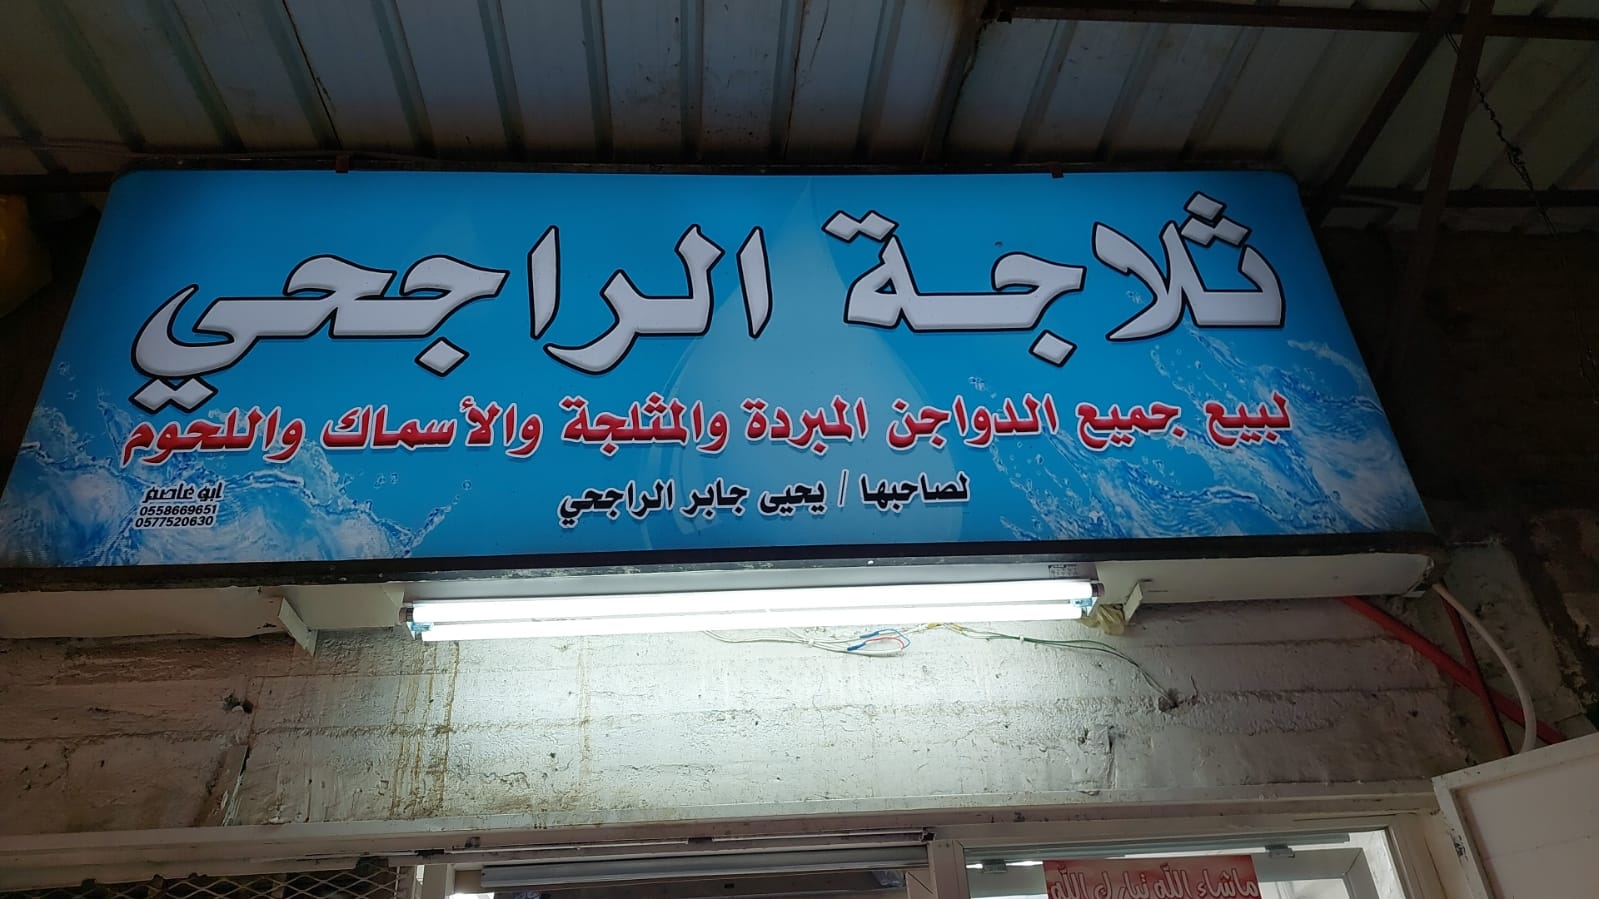 ثلاجة الراجحي
لبيع جميع الدواجن المبردة والمثلجة والأسماك واللحوم
لصاحبها / يحيى جابر الراجحي
ابو عاصم
0558669651
0577520630
ماشاء الله تبارك الله